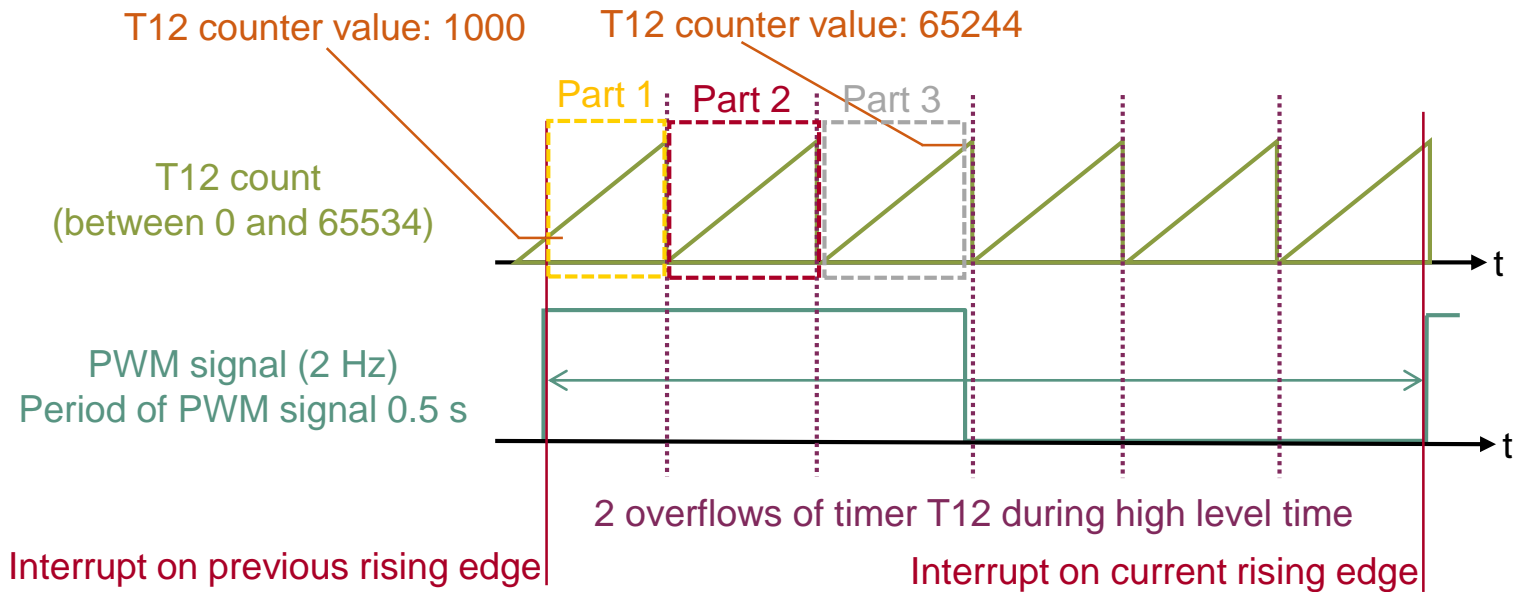 T12 counter value: 1000
T12 counter value: 65244
Part 1
Part 2
Part 3
T12 count
(between 0 and 65534)
t
PWM signal (2 Hz)
Period of PWM signal 0.5 s
t
2 overflows of timer T12 during high level time
Interrupt on previous rising edge
Interrupt on current rising edge